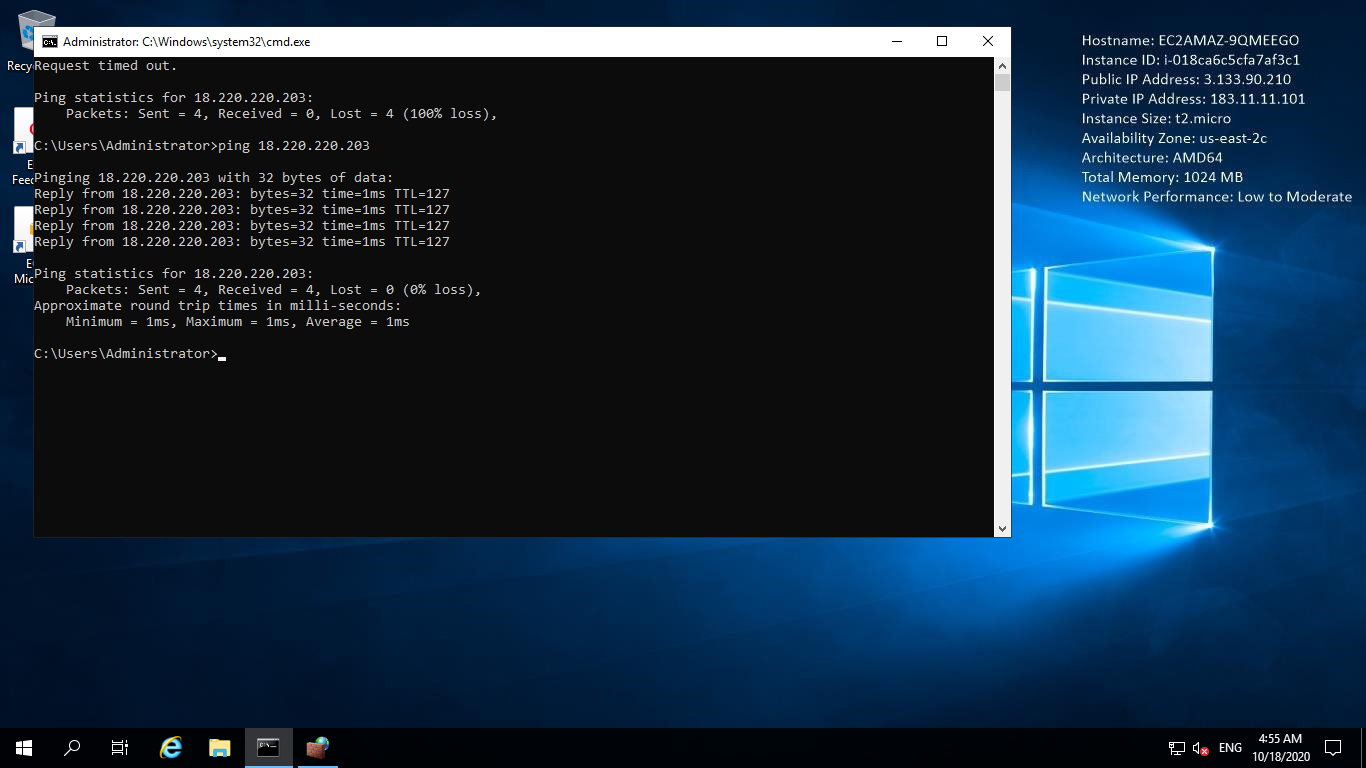 Administrator: C:\Windows\system32\cmd.exe
Request timed out.
Ping statistics for 18.220.220.203:
Packets: Sent = 4, Received = 0, Lost = 4 (100% loss),
C:\Users\Administrator>ping 18.220.220.203
Pinging 18.220.220.203 with 32 bytes of data:
Reply from 18.220.220.203: bytes=32 time=1ms TTL=127
Reply from 18.220.220.203: bytes=32 time=1ms TTL=127
Reply from 18.220.220.203: bytes=32 time=1ms TTL=127
Reply from 18.220.220.203: bytes=32 time=1ms TTL=127
Ping statistics for 18.220.220.203:
Packets: Sent = 4, Received = 4, Lost = 0 (0% loss),
Approximate round trip times in milli-seconds:
Minimum = 1ms, Maximum = 1ms, Average = 1ms
C:\Users\Administrator>
Hostname: EC2AMAZ-9QMEEGO
Instance ID: i-018ca6c5cfa7af3c1
Public IP Address: 3.133.90.210
Private IP Address: 183.11.11.101
Instance Size: t2.micro
Availability Zone: us-east-2c
Architecture: AMD64
Total Memory: 1024 MB
Network Performance: Low to Moderate
Recy
E
Feed
E
Mic
ENG
4:55 AM
10/18/2020